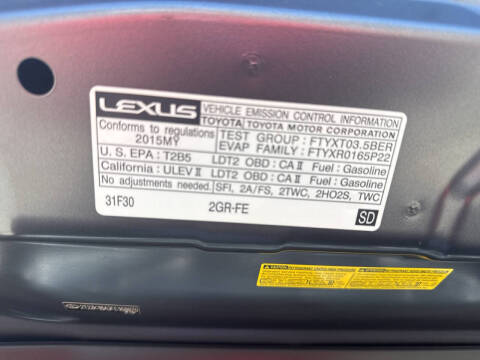 LEXUS
VEHICLE EMISSION CONTROL INFORMATION
TOYOTA TOYOTA MOTOR CORPORATION
Conforms to regulations
2015MY
TEST GROUP : FTYXT03.5BER
EVAP FAMILY : FTYXR0165P22
U.S. EPA : T2B5 LDT2 OBD : CA II Fuel : Gasoline
California : ULEV II LDT2 OBD : CA II Fuel : Gasoline
No adjustments needed. SFI, 2A/FS, 2TWC, 2HO2S, TWC
31F30 2GR-FE SD